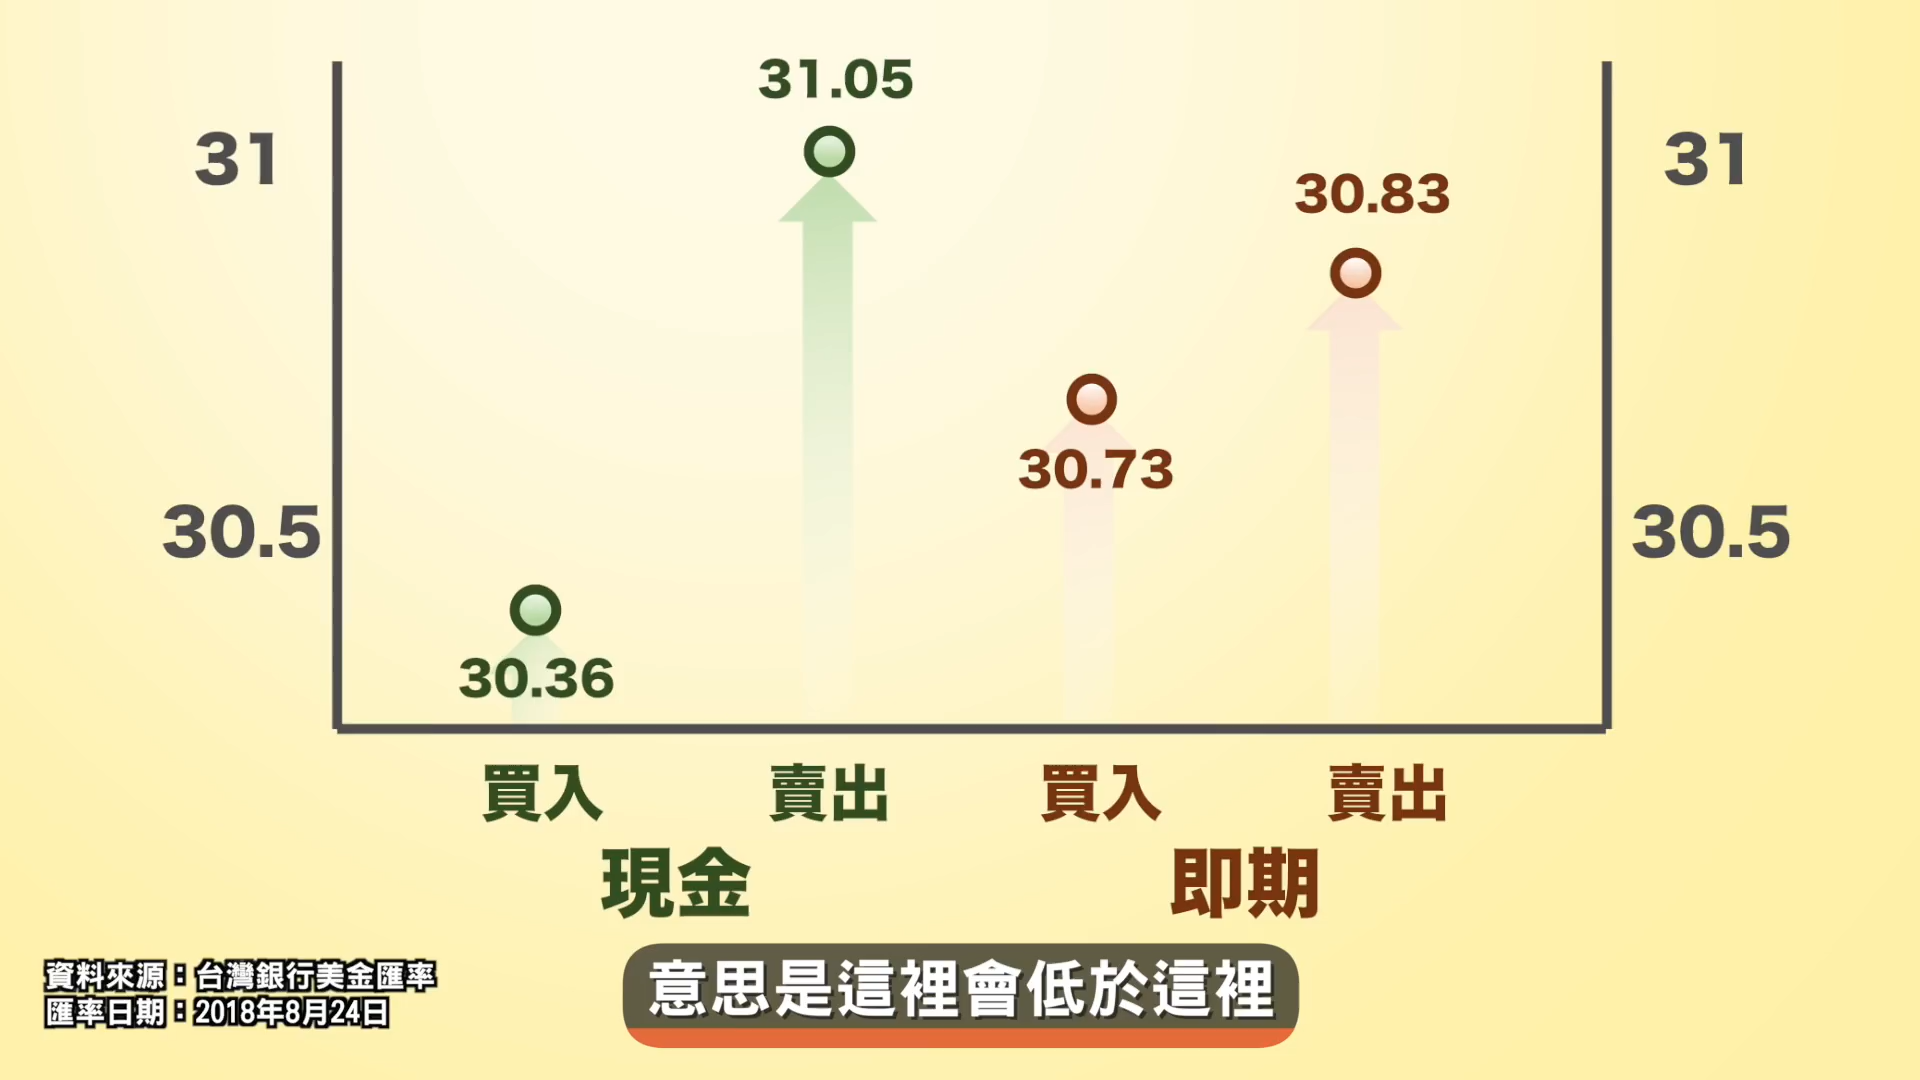 31.05
31
31
30.83
30.73
30.5
30.5
30.36
買入
賣出
買入
賣出
現金
即期
意思是這裡會低於這裡
資料來源：台灣銀行美金匯率
匯率日期：2018年8月24日